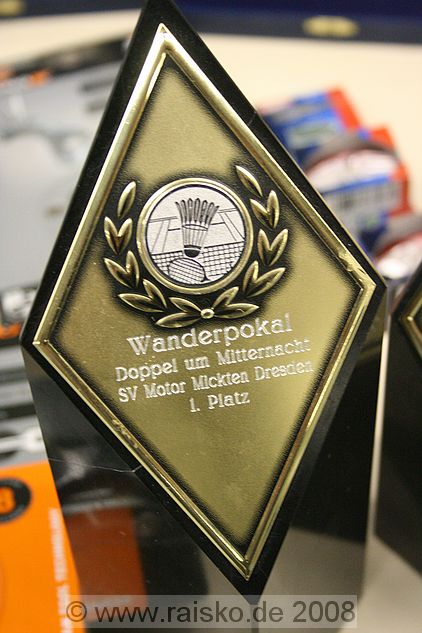 Wanderpokal
Doppel um Mitternacht
SV Motor Mickten Dresden
1. Platz
© www.raisko.de 2008